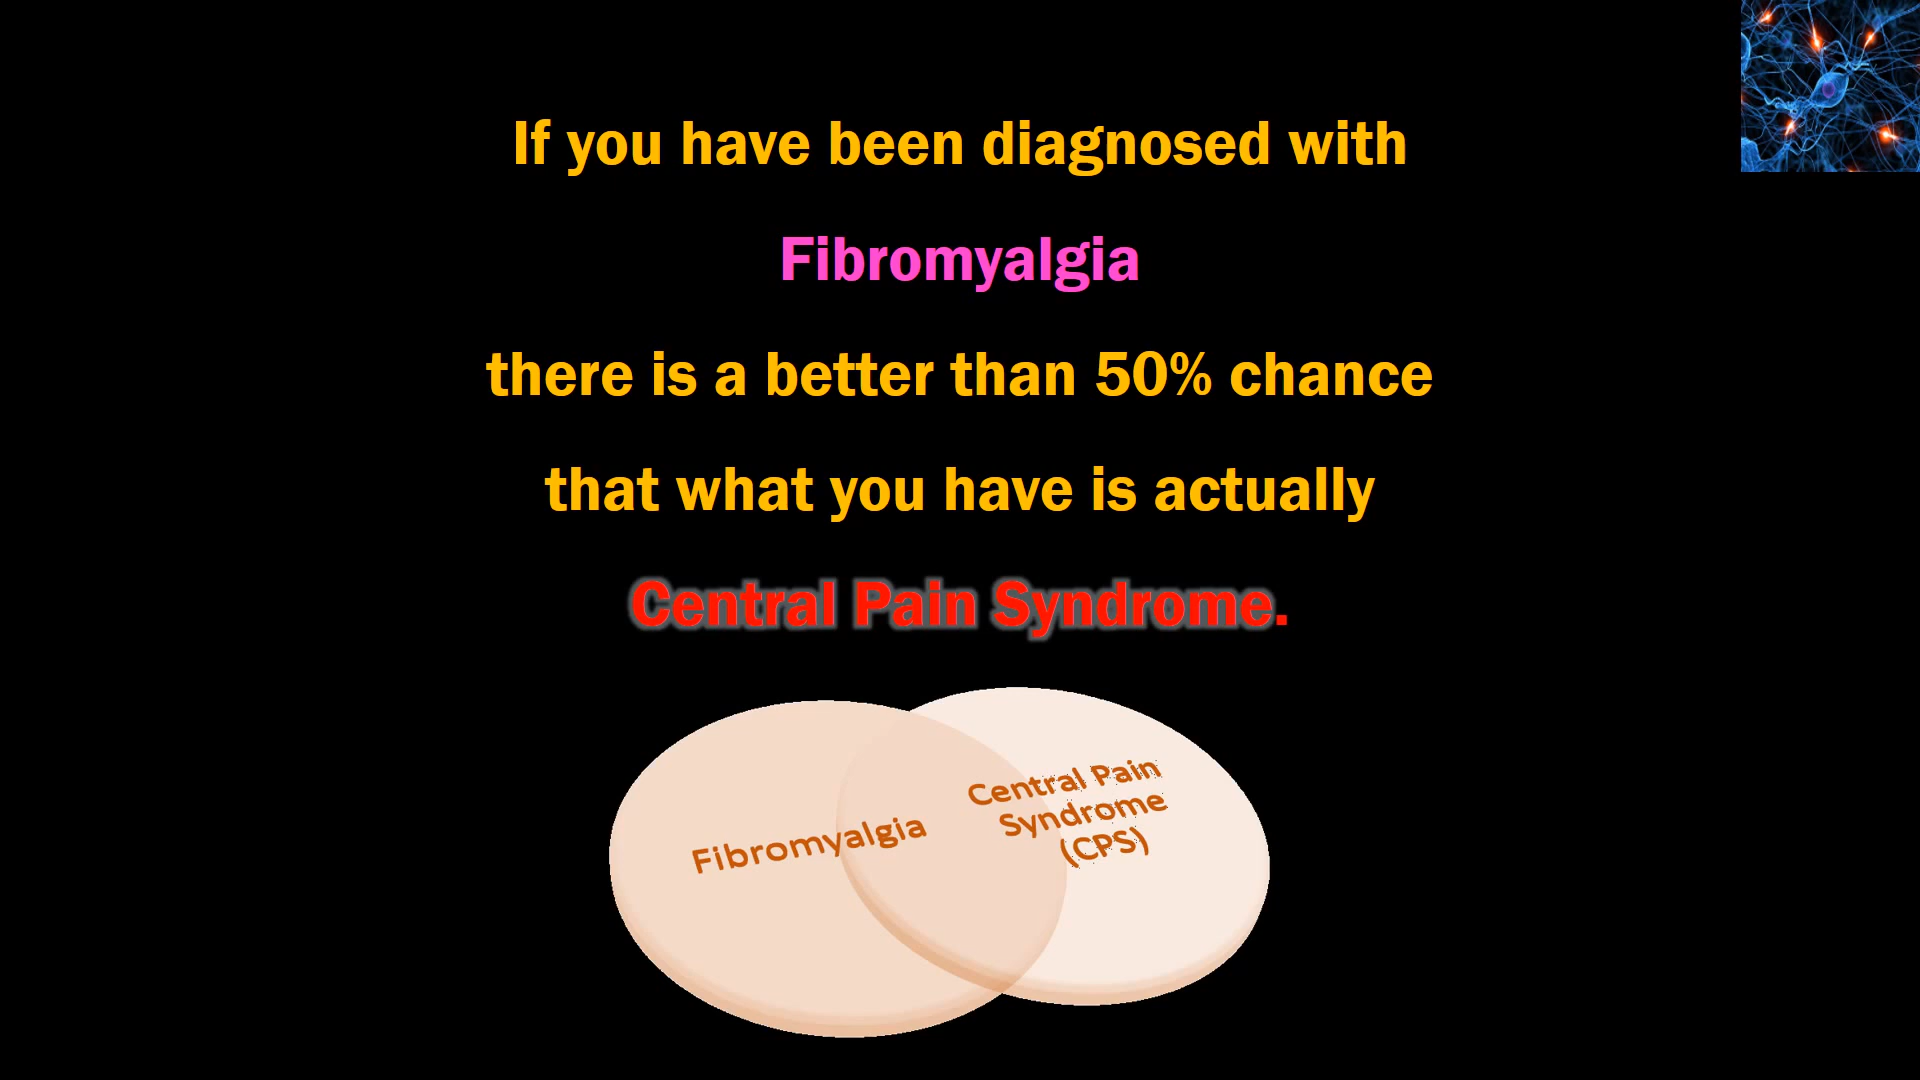 If you have been diagnosed with
Fibromyalgia
there is a better than 50% chance
that what you have is actually
Central Pain Syndrome.
Fibromyalgia
Central Pain
Syndrome
(CPS)